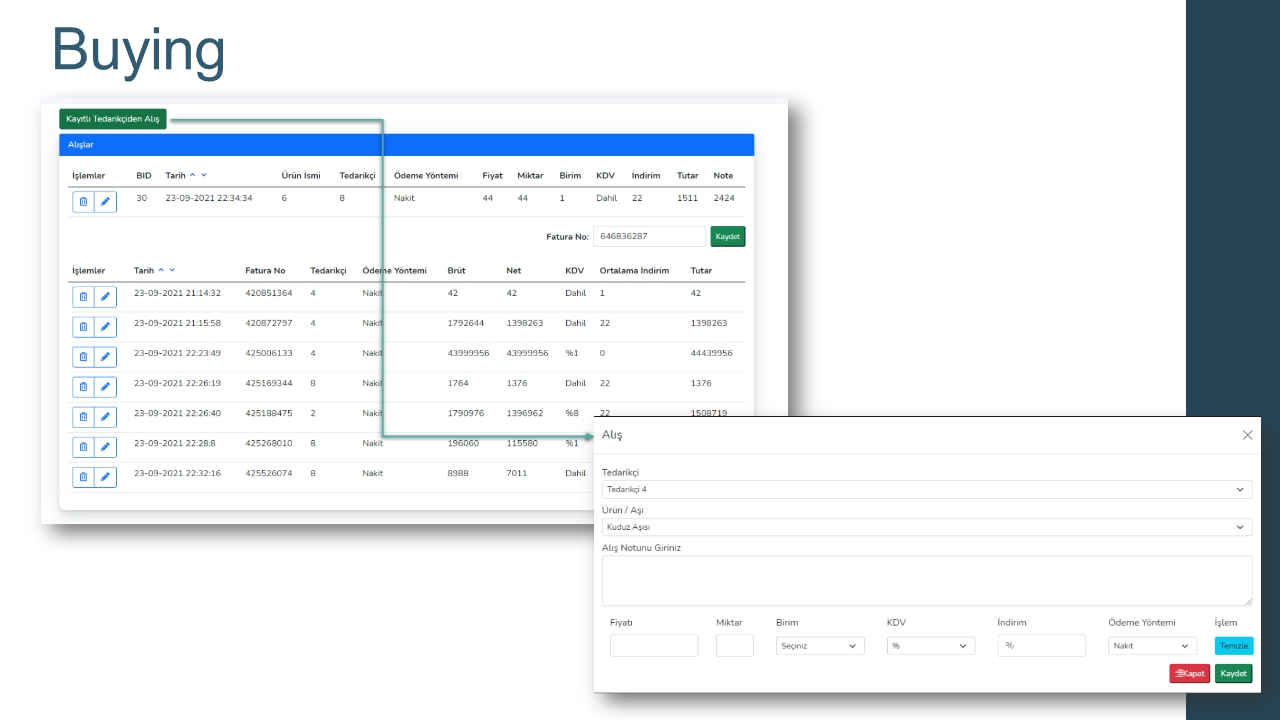 Buying
Kayıtlı Tedarikçiden Alış
Alışlar
İşlemler BID Tarih Ürün İsmi Tedarikçi Ödeme Yöntemi Fiyat Miktar Birim KDV İndirim Tutar Note
30 23-09-2021 22:34:34 6 8 Nakit 44 44 1 Dahil 22 1511 2424
Fatura No: 646836287 Kaydet
İşlemler Tarih Fatura No Tedarikçi Ödeme Yöntemi Brüt Net KDV Ortalama İndirim Tutar
23-09-2021 21:14:32 420851364 4 Nakit 42 42 Dahil 1 42
23-09-2021 21:15:58 420872797 4 Nakit 1792644 1398263 Dahil 22 1398263
23-09-2021 22:23:49 425006133 4 Nakit 43999956 43999956 %1 0 44439956
23-09-2021 22:26:19 425169344 8 Nakit 1764 1376 Dahil 22 1376
23-09-2021 22:26:40 425188475 2 Nakit 1790976 1396962 %8 22 1508719
23-09-2021 22:28:8 425268010 8 Nakit 196060 115580 %1
23-09-2021 22:32:16 425526074 8 Nakit 8988 7011 Dahil
Alış
Tedarikçi
Tedarikçi 4
Ürün / Aşı
Kuduz Aşısı
Alış Notunu Giriniz
Fiyatı Miktar Birim KDV İndirim Ödeme Yöntemi İşlem
Seçiniz % % Nakit Temizle
Kapat Kaydet